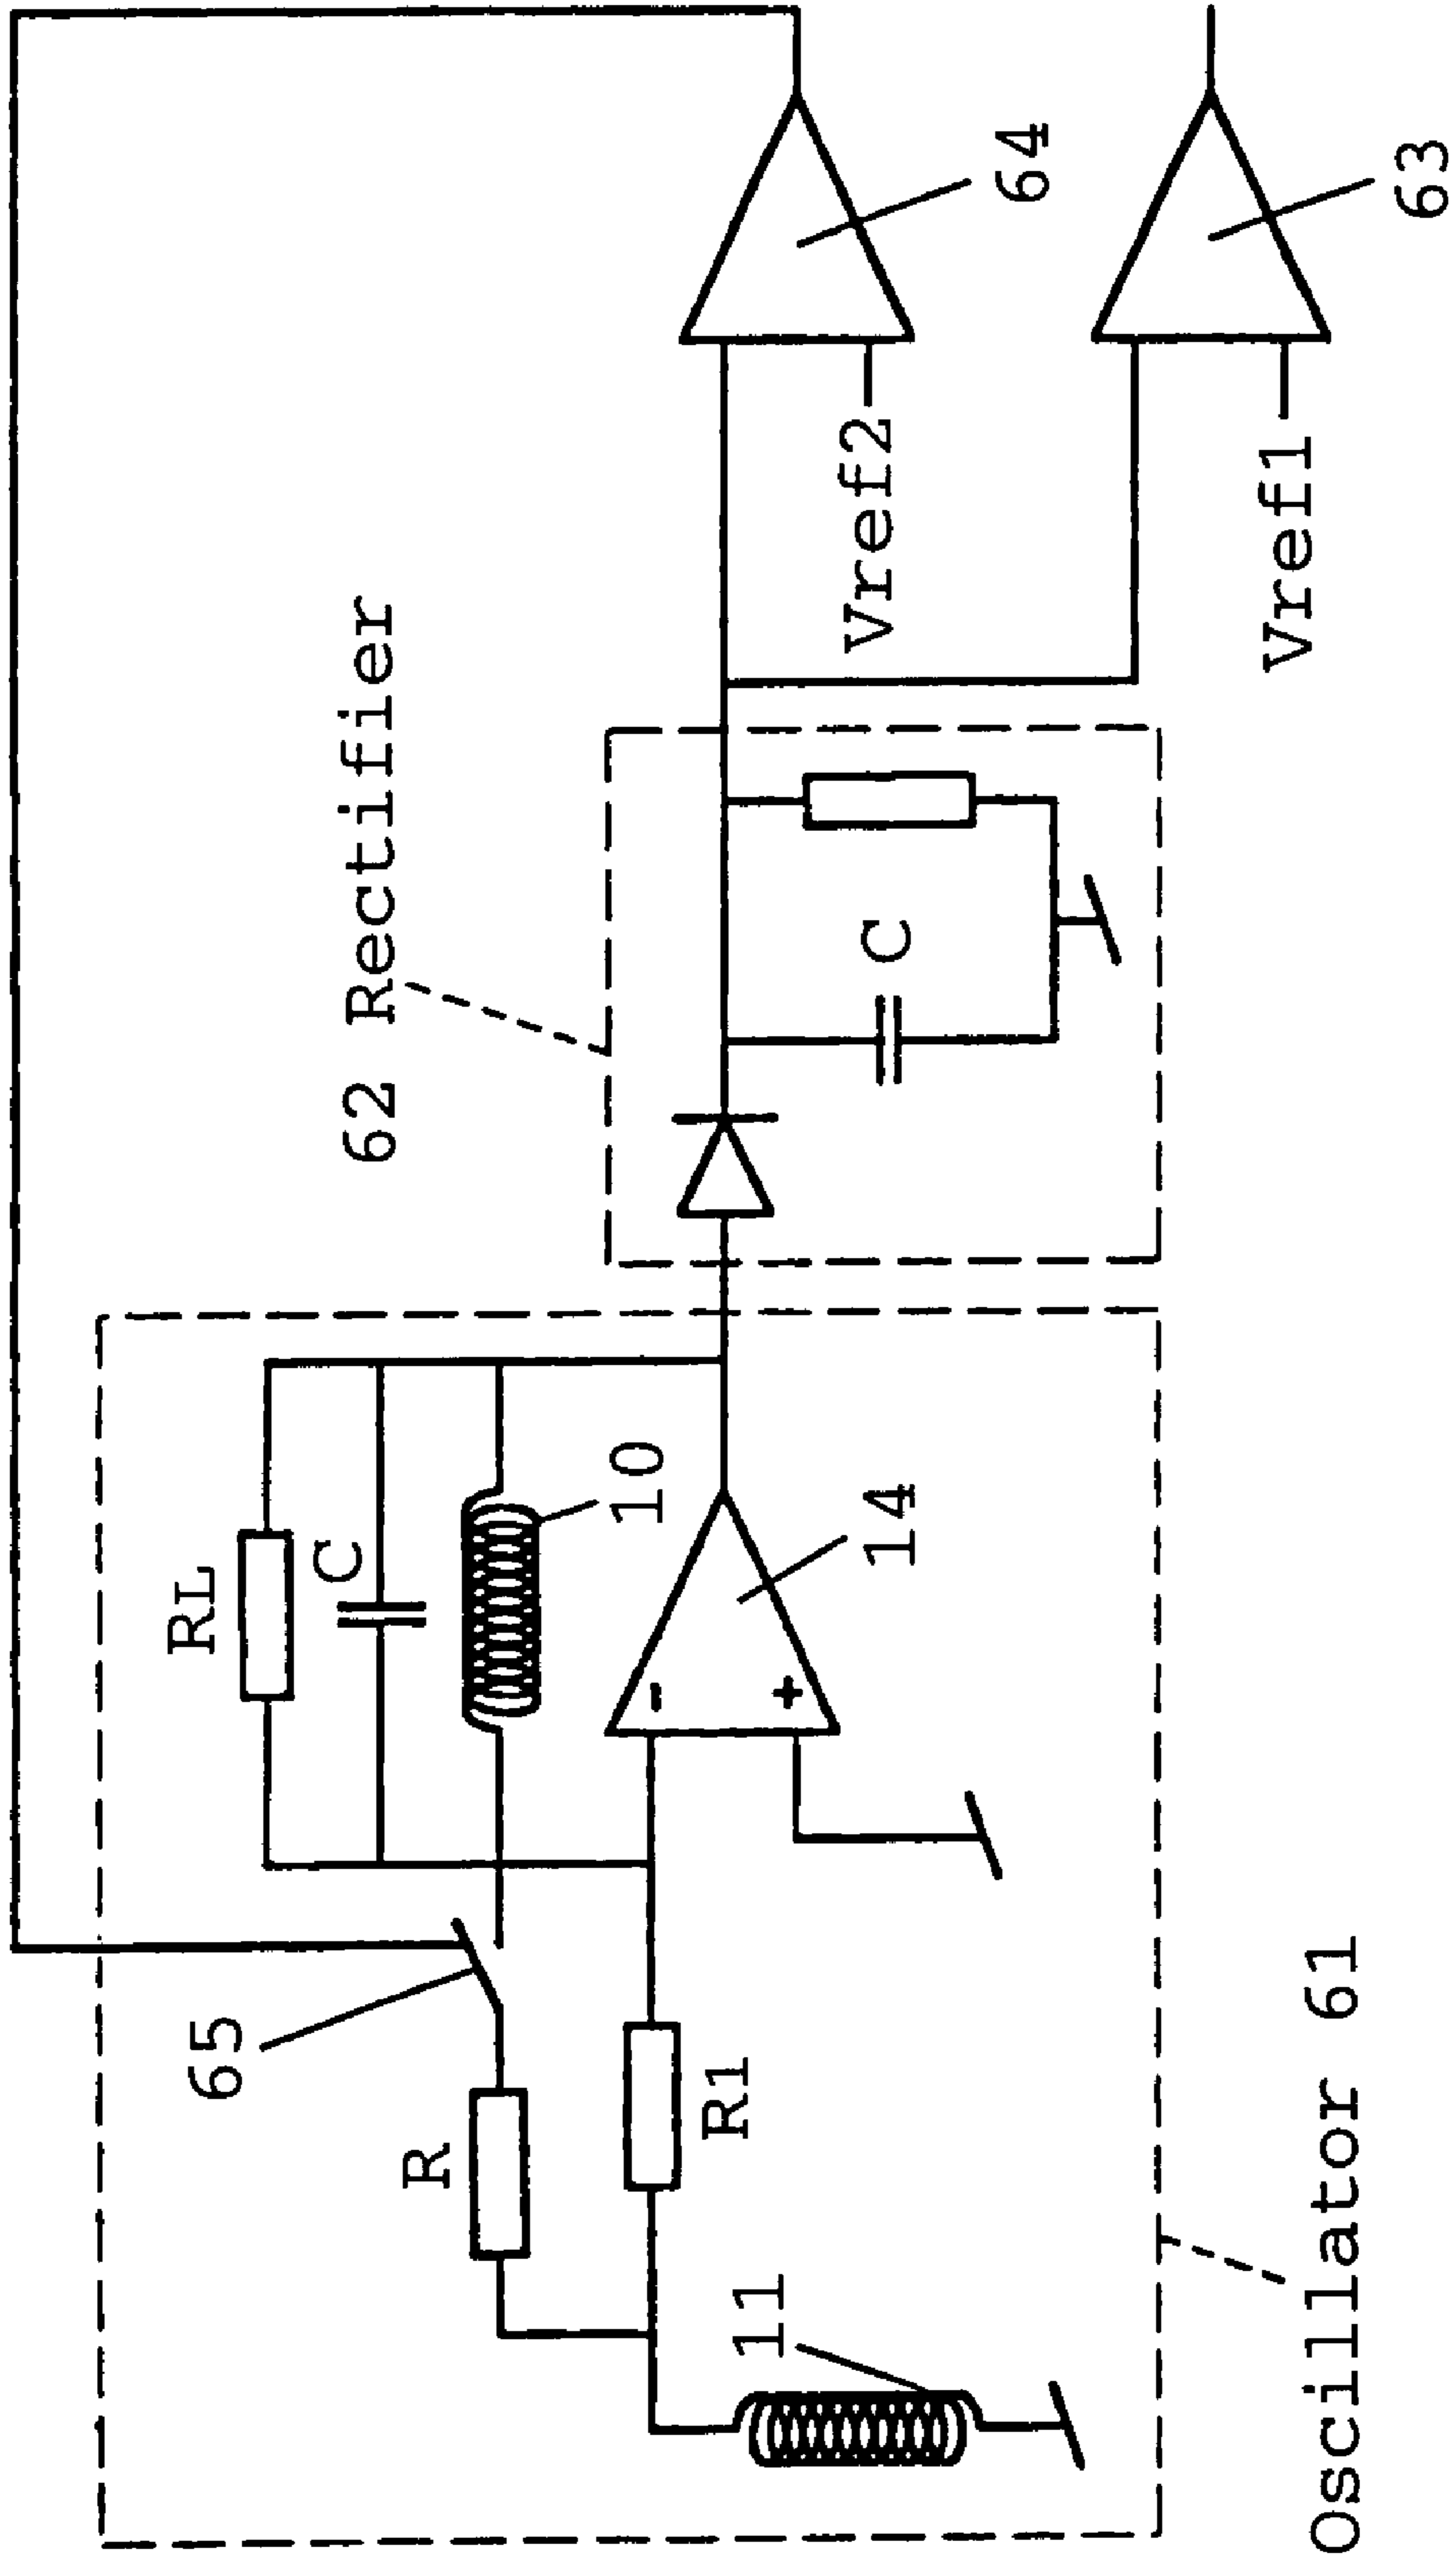 62 Rectifier
65
RL
C
10
R
R1
-
+
14
11
C
Vref2
64
Vref1
63
Oscillator 61